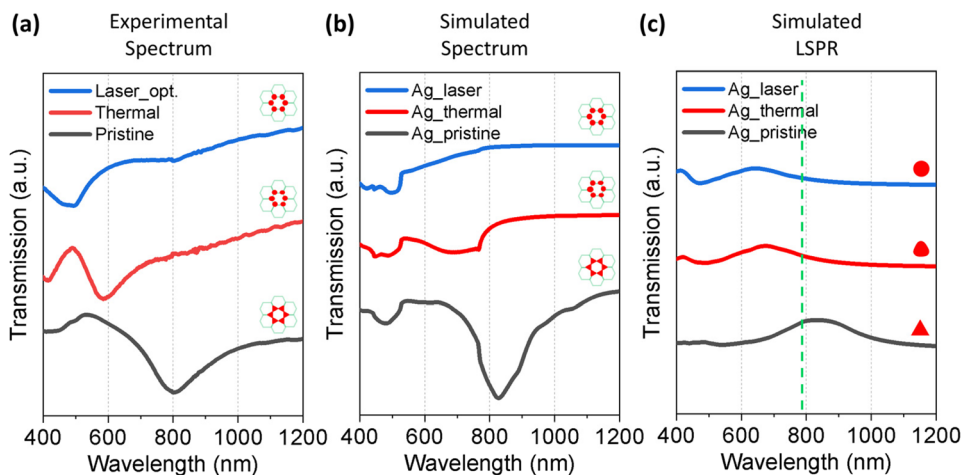 (a)
Experimental
Spectrum
Laser_opt.
Thermal
Pristine
Transmission (a.u.)
400 600 800 1000 1200
Wavelength (nm)
(b)
Simulated
Spectrum
Ag_laser
Ag_thermal
Ag_pristine
Transmission (a.u.)
400 600 800 1000 1200
Wavelength (nm)
(c)
Simulated
LSPR
Ag_laser
Ag_thermal
Ag_pristine
Transmission (a.u.)
400 600 800 1000 1200
Wavelength (nm)